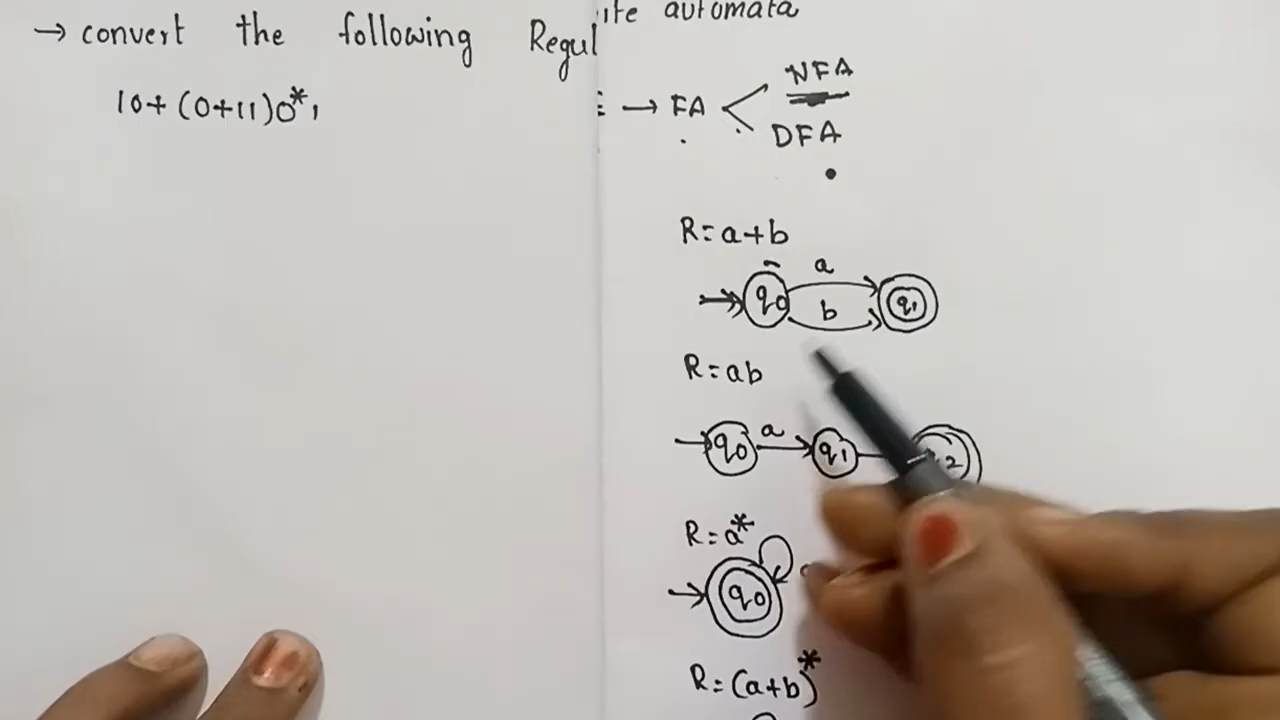 → convert the following Regul
10+ (0+11)0*1
ite automata
→ FA < NFA
DFA
R=a+b
q0 a b q1
R=ab
q0 a q1 2
R=a*
q0
R=(a+b)*